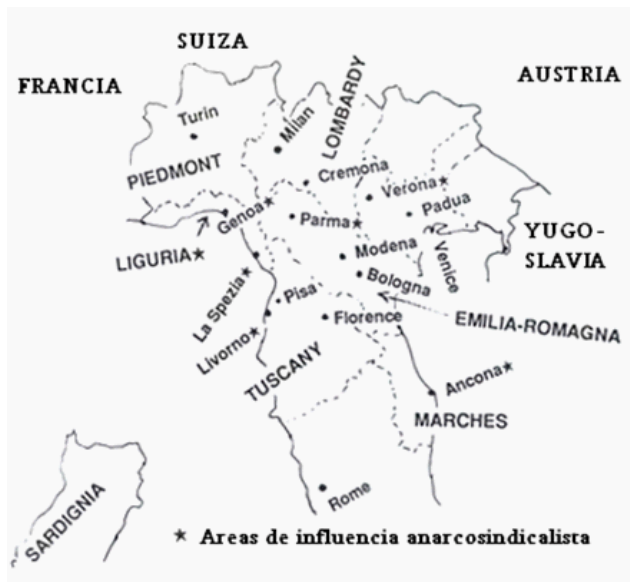 SUIZA
FRANCIA
AUSTRIA
Turin
Milan
LOMBARDY
PIEDMONT
Cremona
Verona★
Padua
Genoa★
Parma★
YUGO-
SLAVIA
LIGURIA★
Modena
Venice
La Spezia★
Pisa
Bologna
Livorno★
Florence
EMILIA-ROMAGNA
TUSCANY
Ancona★
MARCHES
Rome
SARDIGNIA
★ Areas de influencia anarcosindicalista